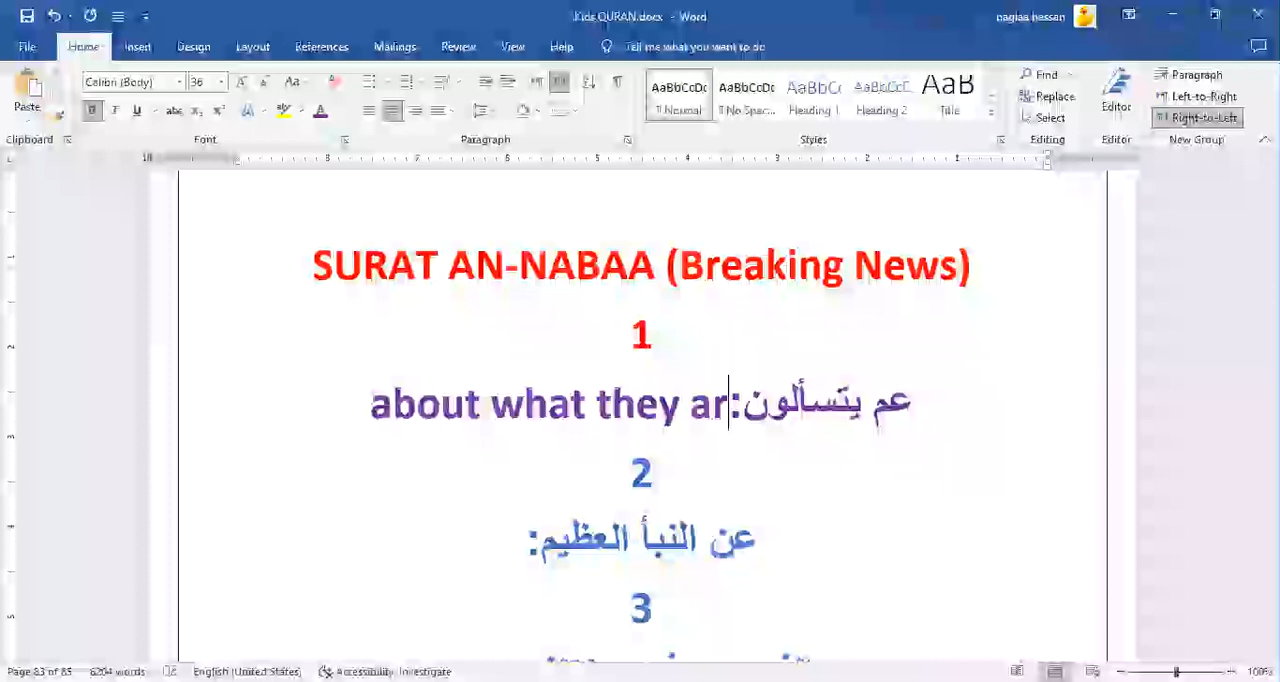 Kids QURAN.docx - Word
naglaa hassan
File Home Insert Design Layout References Mailings Review View Help Tell me what you want to do
Paste
Calibri (Body) 36
AaBbCcDc AaBbCcDc AaBbCc AaBbCcC AaB
¶ Normal ¶ No Spac... Heading 1 Heading 2 Title
Find
Replace
Select
Editor
Paragraph
Left-to-Right
Right-to-Left
Clipboard Font Paragraph Styles Editing Editor New Group
SURAT AN-NABAA (Breaking News)
1
عم يتسألون: about what they ar
2
عن النبأ العظيم:
3
Page 83 of 85 6204 words English (United States) Accessibility: Investigate 100%